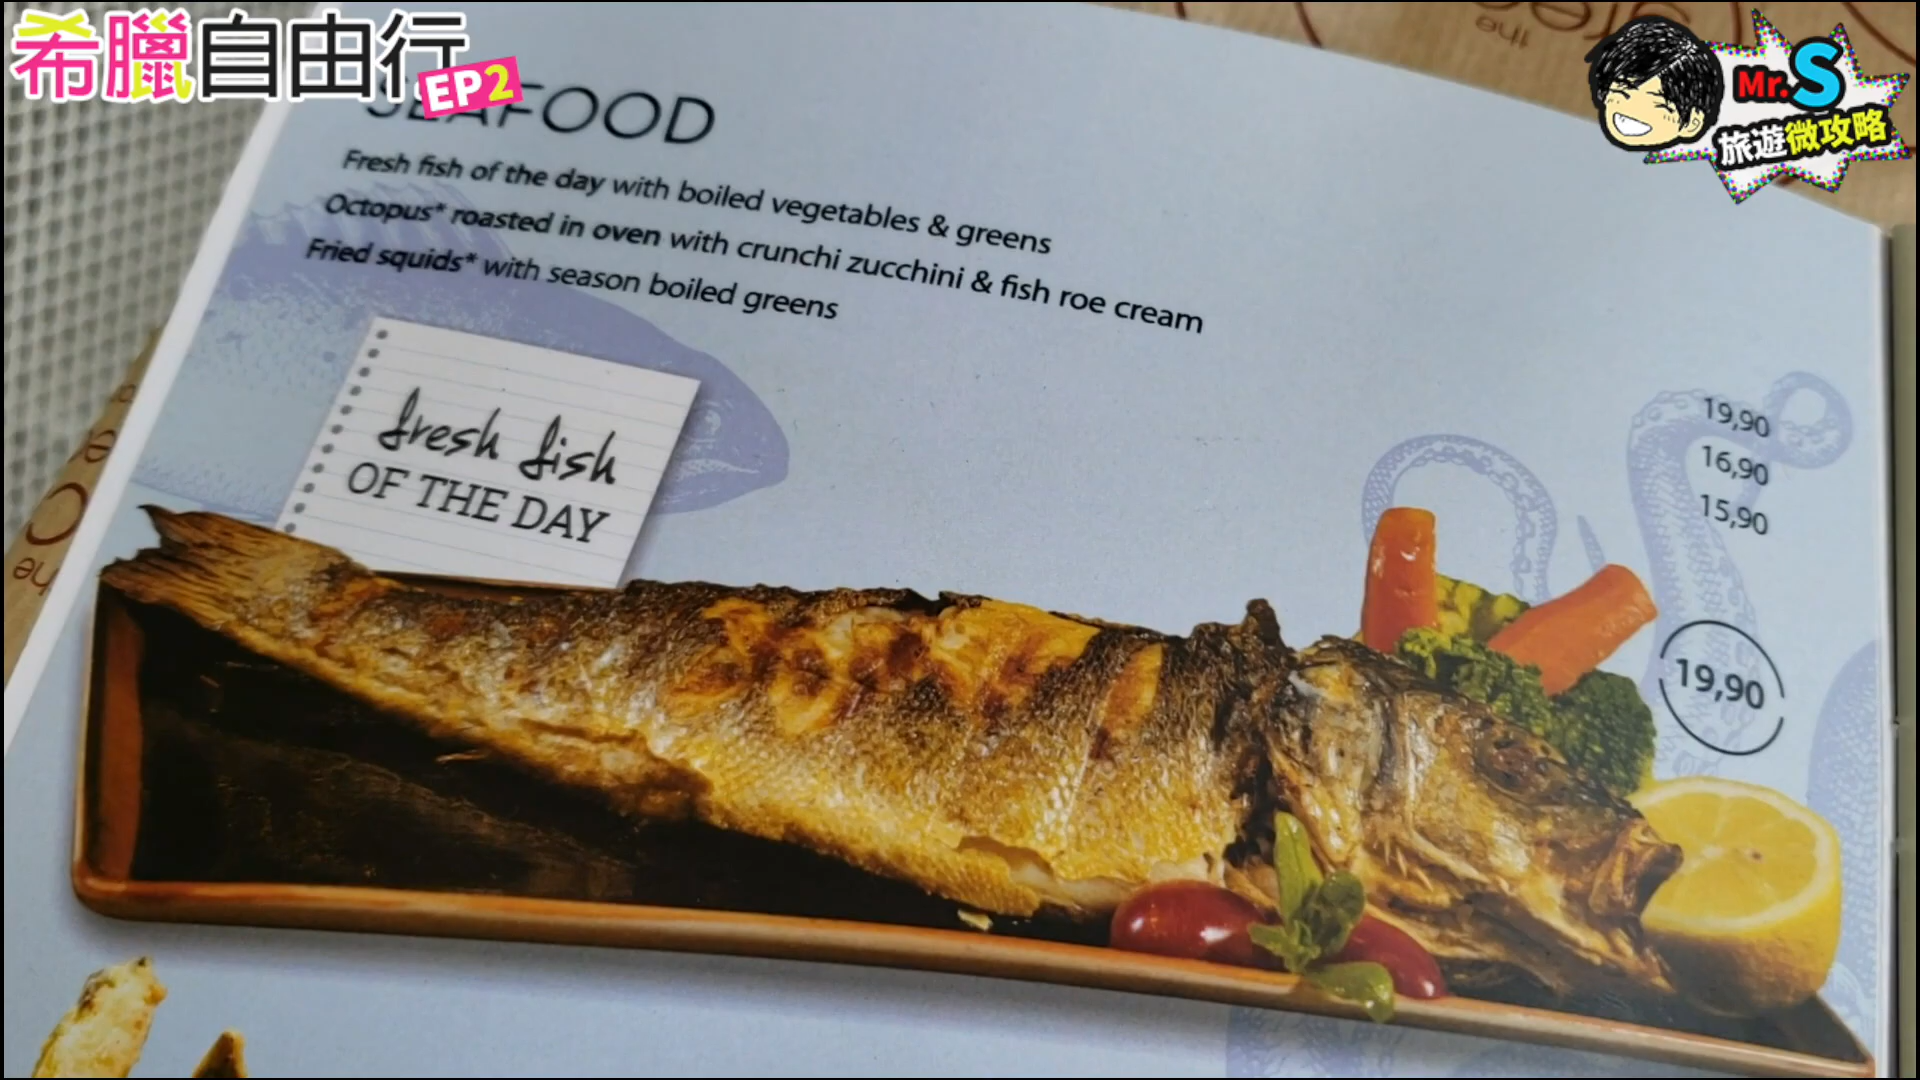 希臘自由行
EP2
Mr.S
旅遊微攻略
the
SEAFOOD
Fresh fish of the day with boiled vegetables & greens
19,90
Octopus* roasted in oven with crunchi zucchini & fish roe cream
16,90
Fried squids* with season boiled greens
15,90
fresh fish
OF THE DAY
19,90